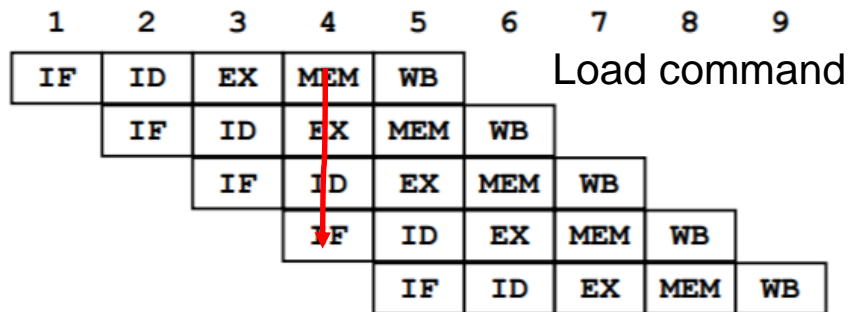 1 2 3 4 5 6 7 8 9
IF ID EX MEM WB Load command
IF ID EX MEM WB
IF ID EX MEM WB
IF ID EX MEM WB
IF ID EX MEM WB